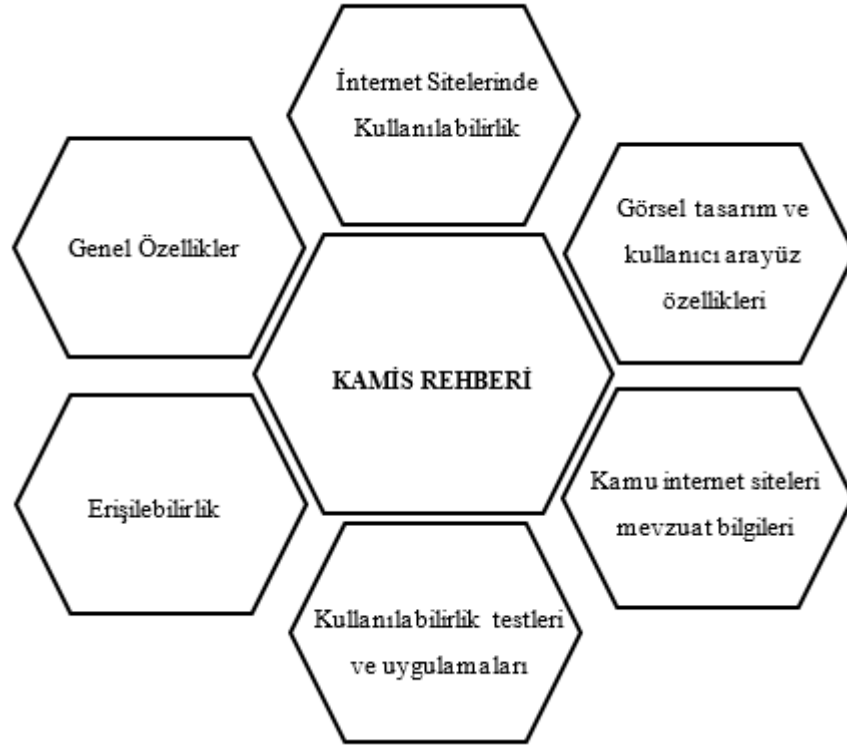 İnternet Sitelerinde
Kullanılabilirlik
Genel Özellikler
Görsel tasarım ve
kullanıcı arayüz
özellikleri
KAMİS REHBERİ
Erişilebilirlik
Kamu internet siteleri
mevzuat bilgileri
Kullanılabilirlik testleri
ve uygulamaları